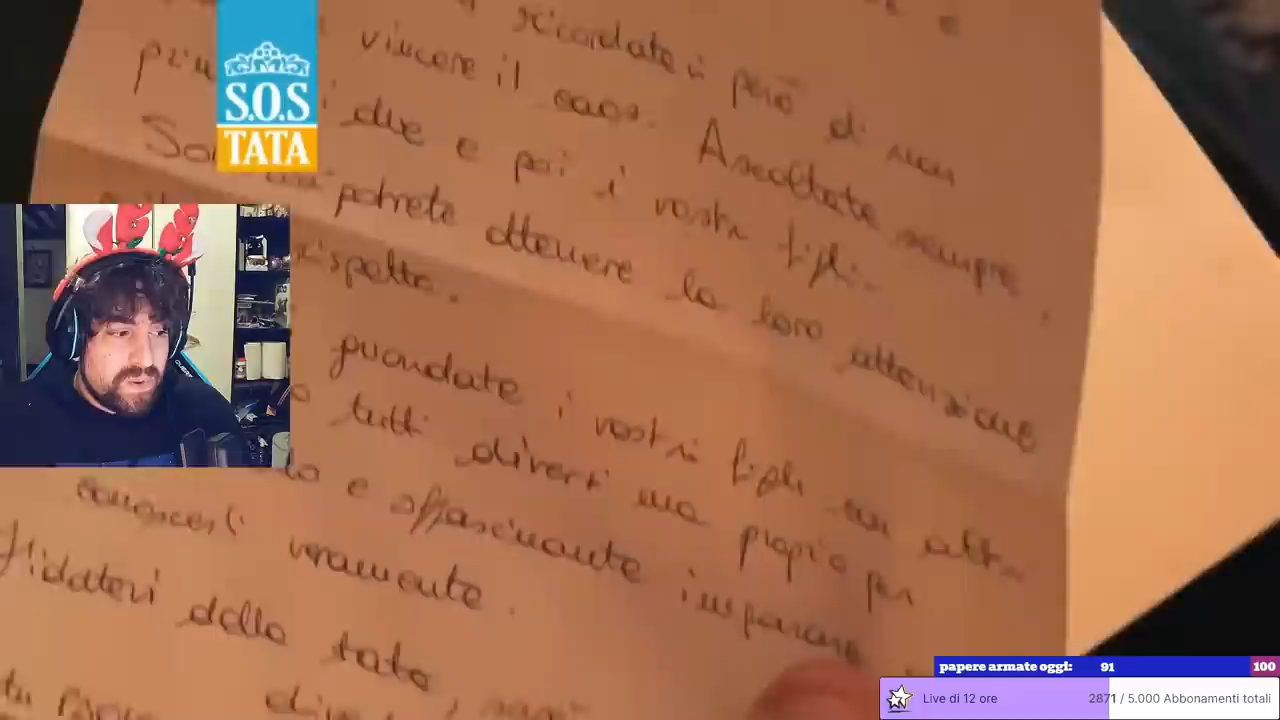 ricordatevi però di non
vincere il caos. Ascoltate sempre
due e poi i vostri figli.
potrete ottenere la loro attenzione
rispetto.
guardate i vostri figli con altri
tutti diversi ma proprio per
e affascinante imparare
conoscerli veramente.
fidatevi della tata
S.O.S
TATA
papere armate oggi: 91 100
Live di 12 ore 2871 / 5.000 Abbonamenti totali